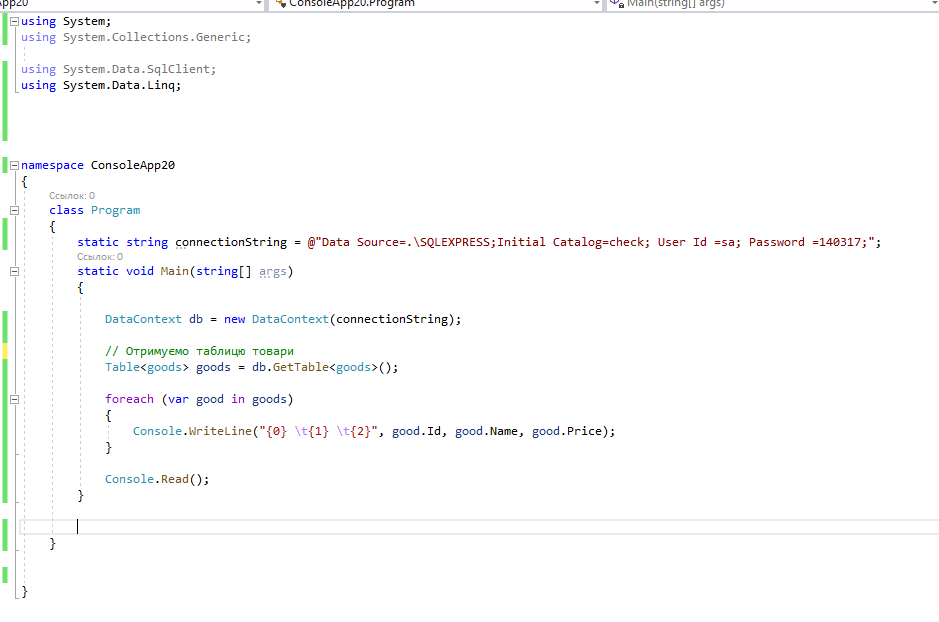 App20
ConsoleApp20.Program
Main(string[] args)
using System;
using System.Collections.Generic;
using System.Data.SqlClient;
using System.Data.Linq;
namespace ConsoleApp20
{
Ссылок: 0
class Program
{
static string connectionString = @"Data Source=.\SQLEXPRESS;Initial Catalog=check; User Id =sa; Password =140317;";
Ссылок: 0
static void Main(string[] args)
{
DataContext db = new DataContext(connectionString);
// Отримуємо таблицю товари
Table<goods> goods = db.GetTable<goods>();
foreach (var good in goods)
{
Console.WriteLine("{0} \t{1} \t{2}", good.Id, good.Name, good.Price);
}
Console.Read();
}
}
}